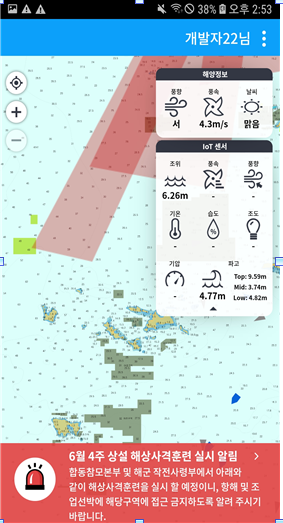 38% 오후 2:53
개발자22님
해양정보
풍향 풍속 날씨
서 4.3m/s 맑음
IoT 센서
조위 풍속 풍향
6.26m - -
기온 습도 조도
%
- - -
기압 파고
- 4.77m
Top: 9.59m
Mid: 3.74m
Low: 4.82m
6월 4주 상설 해상사격훈련 실시 알림
합동참모본부 및 해군 작전사령부에서 아래와
같이 해상사격훈련을 실시 할 예정이니, 항해 및 조
업선박에 해당구역에 접근 금지하도록 알려 주시기
바랍니다.